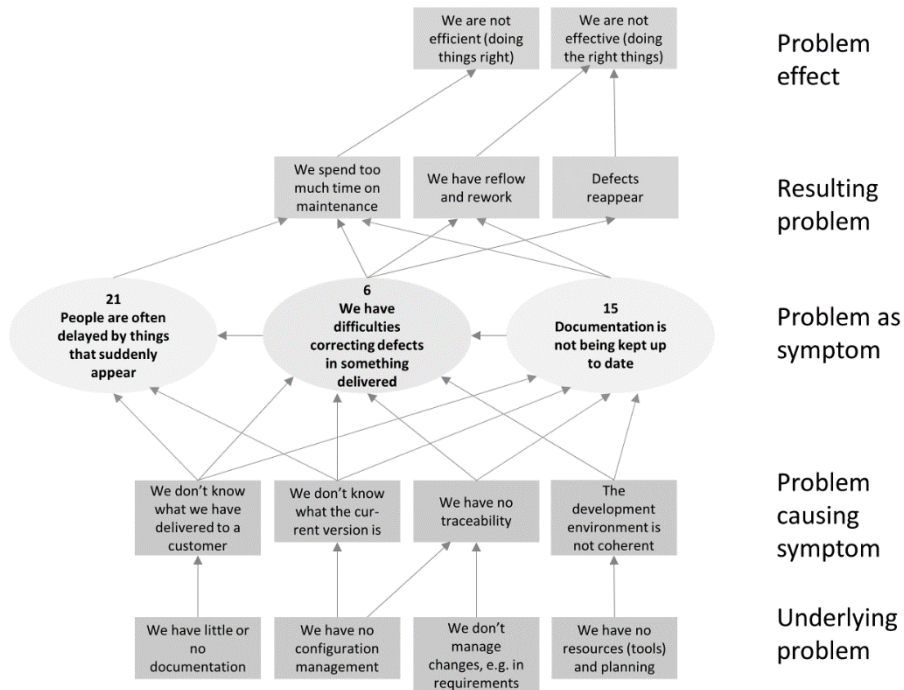 We are not
efficient (doing
things right)
We are not
effective (doing
the right things)
Problem
effect
We spend too
much time on
maintenance
We have reflow
and rework
Defects
reappear
Resulting
problem
21
People are often
delayed by things
that suddenly
appear
6
We have
difficulties
correcting defects
in something
delivered
15
Documentation is
not being kept up
to date
Problem as
symptom
We don't know
what we have
delivered to a
customer
We don't know
what the cur-
rent version is
We have no
traceability
The
development
environment is
not coherent
Problem
causing
symptom
We have little or
no documentation
We have no
configuration
management
We don't
manage
changes, e.g. in
requirements
We have no
resources (tools)
and planning
Underlying
problem